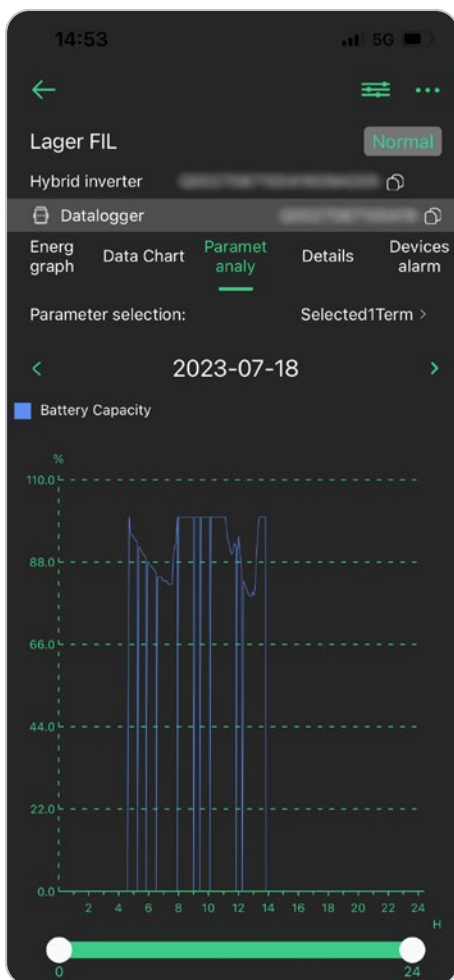 14:53 5G
Lager FIL Normal
Hybrid inverter
Datalogger
Energ graph Data Chart Paramet analy Details Devices alarm
Parameter selection: Selected1Term >
< 2023-07-18 >
Battery Capacity
%
110.0
88.0
66.0
44.0
22.0
0.0
2 4 6 8 10 12 14 16 18 20 22 24
H
0 24